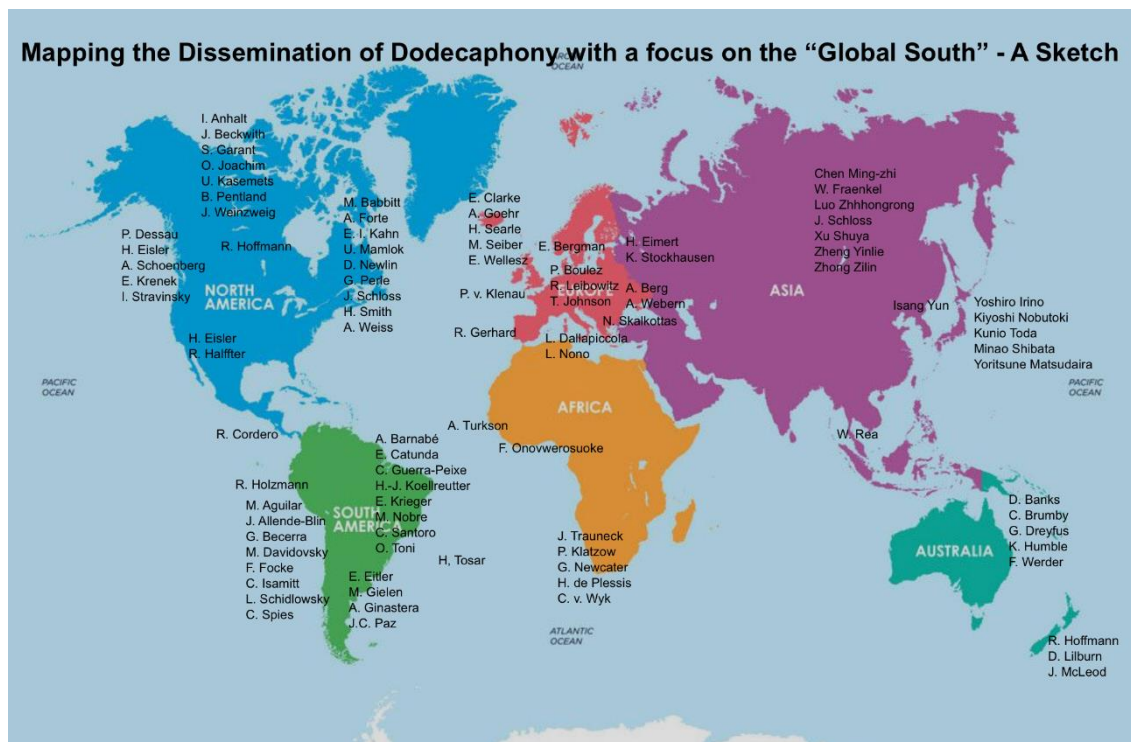 Mapping the Dissemination of Dodecaphony with a focus on the “Global South” - A Sketch
OCEAN
I. Anhalt
J. Beckwith
S. Garant
O. Joachim
U. Kasemets
B. Pentland
J. Weinzweig
P. Dessau
H. Eisler
A. Schoenberg
E. Krenek
I. Stravinsky
R. Hoffmann
NORTH
AMERICA
M. Babbitt
A. Forte
E. I. Kahn
U. Mamlok
D. Newlin
G. Perle
J. Schloss
H. Smith
A. Weiss
H. Eisler
R. Halffter
PACIFIC
OCEAN
E. Clarke
A. Goehr
H. Searle
M. Seiber
E. Wellesz
E. Bergman
H. Eimert
K. Stockhausen
P. Boulez
R. Leibowitz
EUROPE
T. Johnson
A. Berg
A. Webern
P. v. Klenau
N. Skalkottas
R. Gerhard
L. Dallapiccola
L. Nono
Chen Ming-zhi
W. Fraenkel
Luo Zhhhongrong
J. Schloss
Xu Shuya
Zheng Yinlie
Zhong Zilin
ASIA
Isang Yun
Yoshiro Irino
Kiyoshi Nobutoki
Kunio Toda
Minao Shibata
Yoritsune Matsudaira
PACIFIC
OCEAN
W. Rea
AFRICA
A. Turkson
F. Onovwerosuoke
J. Trauneck
P. Klatzow
G. Newcater
H. de Plessis
C. v. Wyk
R. Cordero
A. Barnabé
E. Catunda
C. Guerra-Peixe
H.-J. Koellreutter
E. Krieger
M. Nobre
C. Santoro
O. Toni
SOUTH
AMERICA
R. Holzmann
M. Aguilar
J. Allende-Blin
G. Becerra
M. Davidovsky
F. Focke
C. Isamitt
L. Schidlowsky
C. Spies
H, Tosar
E. Eitler
M. Gielen
A. Ginastera
J.C. Paz
ATLANTIC
OCEAN
AUSTRALIA
D. Banks
C. Brumby
G. Dreyfus
K. Humble
F. Werder
R. Hoffmann
D. Lilburn
J. McLeod